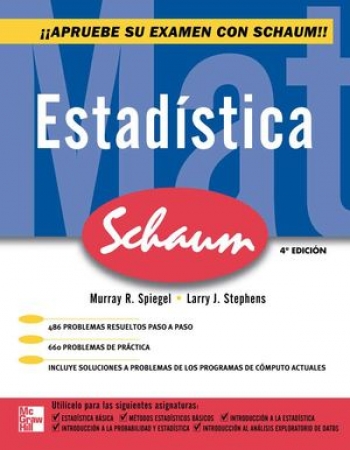 ¡¡APRUEBE SU EXAMEN CON SCHAUM!!
Mat
Estadística
Schaum
4ª EDICIÓN
Murray R. Spiegel • Larry J. Stephens
486 PROBLEMAS RESUELTOS PASO A PASO
660 PROBLEMAS DE PRÁCTICA
INCLUYE SOLUCIONES A PROBLEMAS DE LOS PROGRAMAS DE CÓMPUTO ACTUALES
Mc
Graw
Hill
Utilícelo para las siguientes asignaturas:
ESTADÍSTICA BÁSICA MÉTODOS ESTADÍSTICOS BÁSICOS INTRODUCCIÓN A LA ESTADÍSTICA
INTRODUCCIÓN A LA PROBABILIDAD Y ESTADÍSTICA INTRODUCCIÓN AL ANÁLISIS EXPLORATORIO DE DATOS